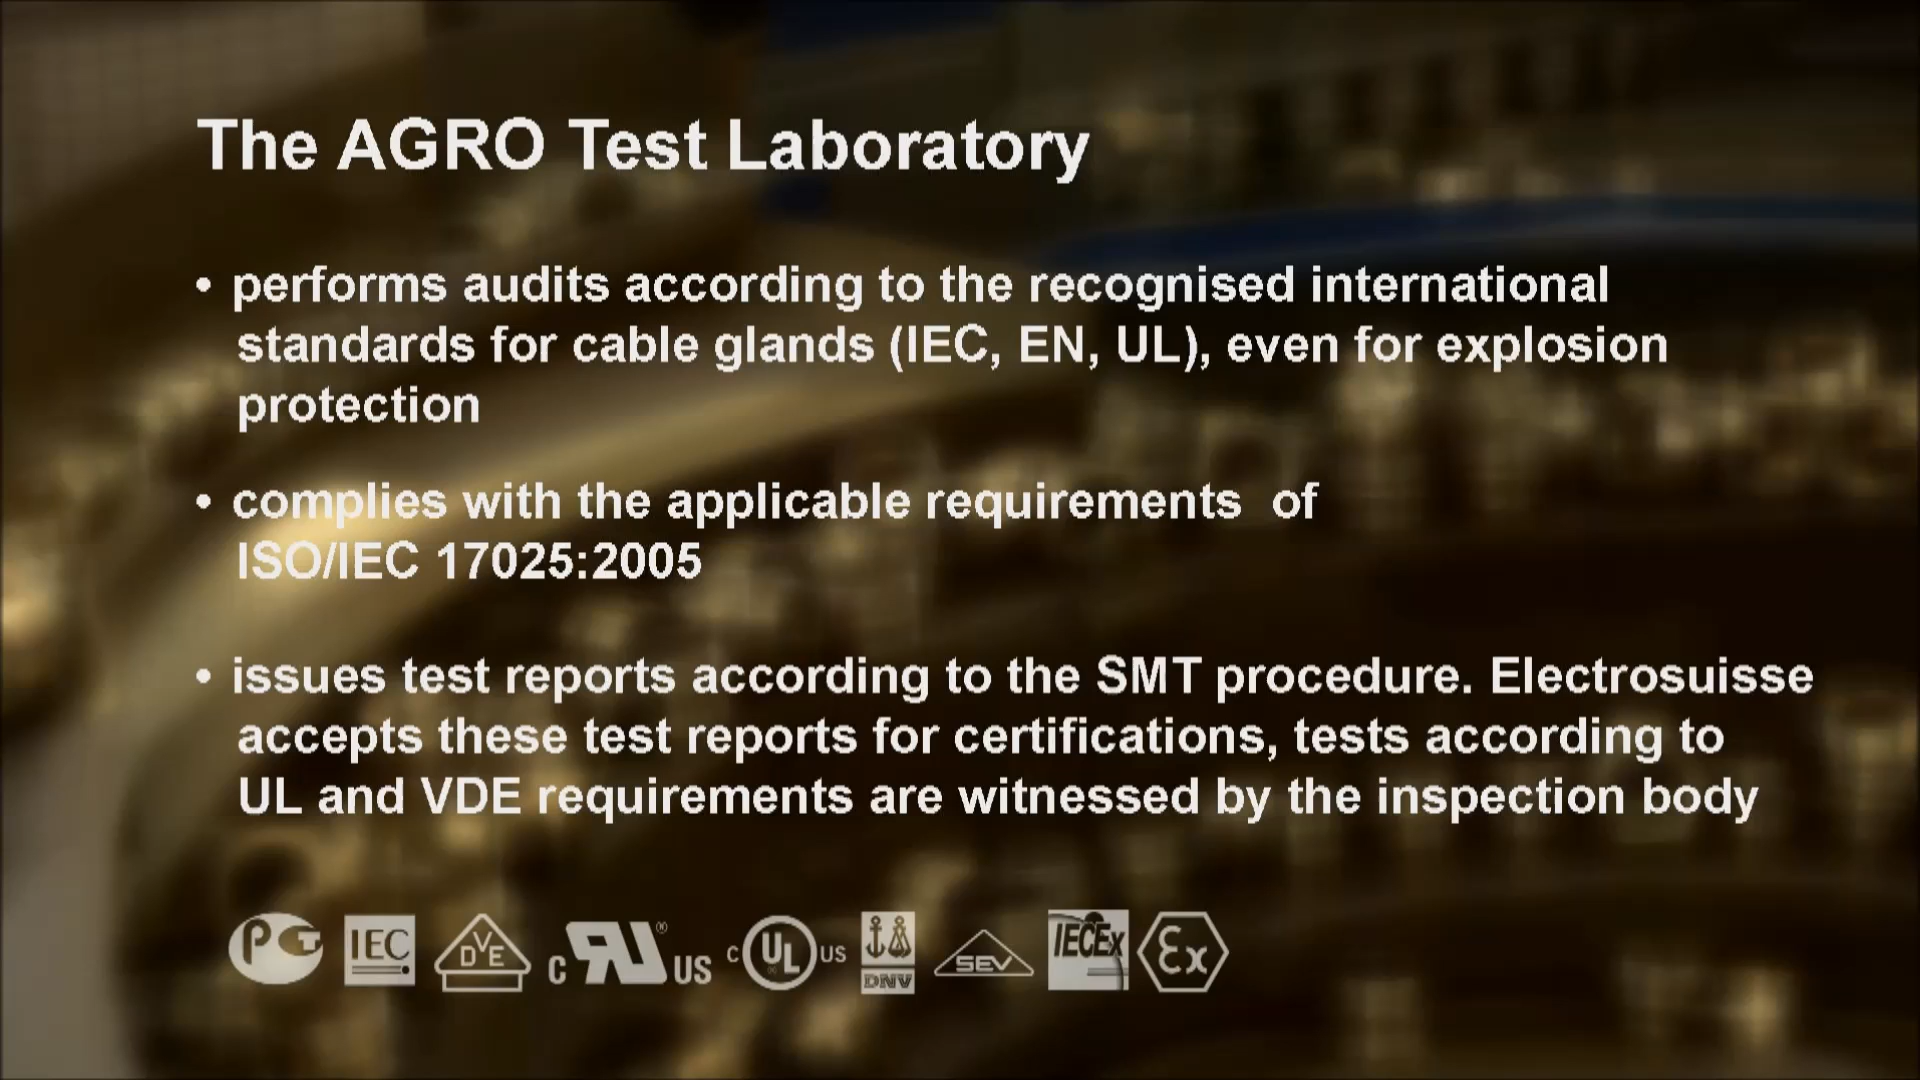 The AGRO Test Laboratory
• performs audits according to the recognised international
standards for cable glands (IEC, EN, UL), even for explosion
protection
• complies with the applicable requirements of
ISO/IEC 17025:2005
• issues test reports according to the SMT procedure. Electrosuisse
accepts these test reports for certifications, tests according to
UL and VDE requirements are witnessed by the inspection body
IEC VDE c US ® c UL US DNV SEV IECEx Ex